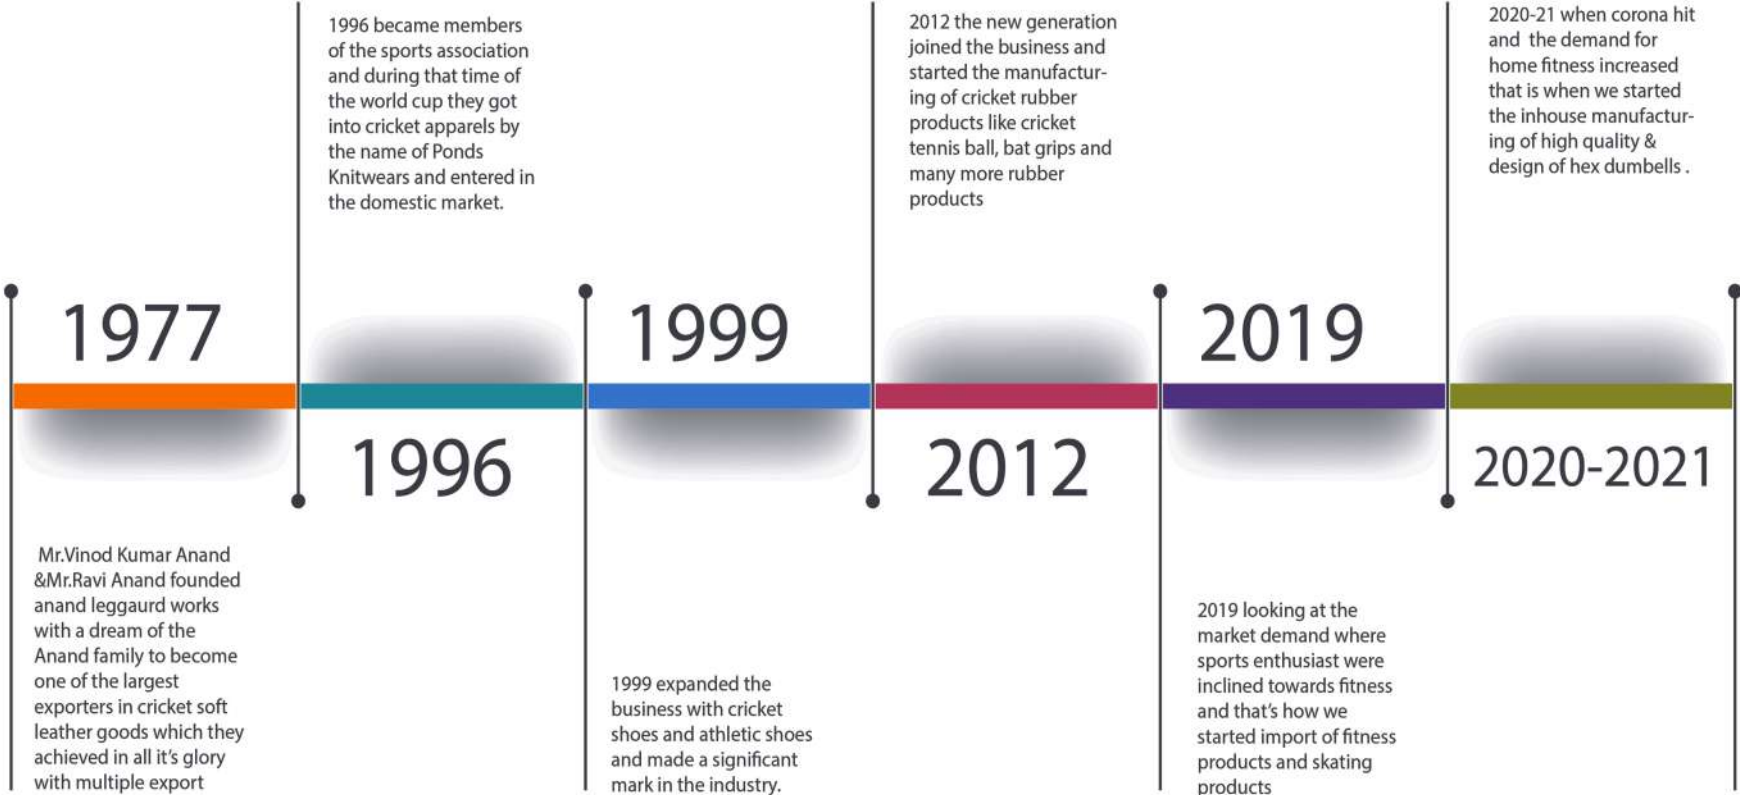 1977
Mr.Vinod Kumar Anand
&Mr.Ravi Anand founded
anand leggaurd works
with a dream of the
Anand family to become
one of the largest
exporters in cricket soft
leather goods which they
achieved in all it's glory
with multiple export
1996 became members
of the sports association
and during that time of
the world cup they got
into cricket apparels by
the name of Ponds
Knitwears and entered in
the domestic market.
1996
1999
1999 expanded the
business with cricket
shoes and athletic shoes
and made a significant
mark in the industry.
2012 the new generation
joined the business and
started the manufactur-
ing of cricket rubber
products like cricket
tennis ball, bat grips and
many more rubber
products
2012
2019
2019 looking at the
market demand where
sports enthusiast were
inclined towards fitness
and that's how we
started import of fitness
products and skating
products
2020-21 when corona hit
and the demand for
home fitness increased
that is when we started
the inhouse manufactur-
ing of high quality &
design of hex dumbells .
2020-2021